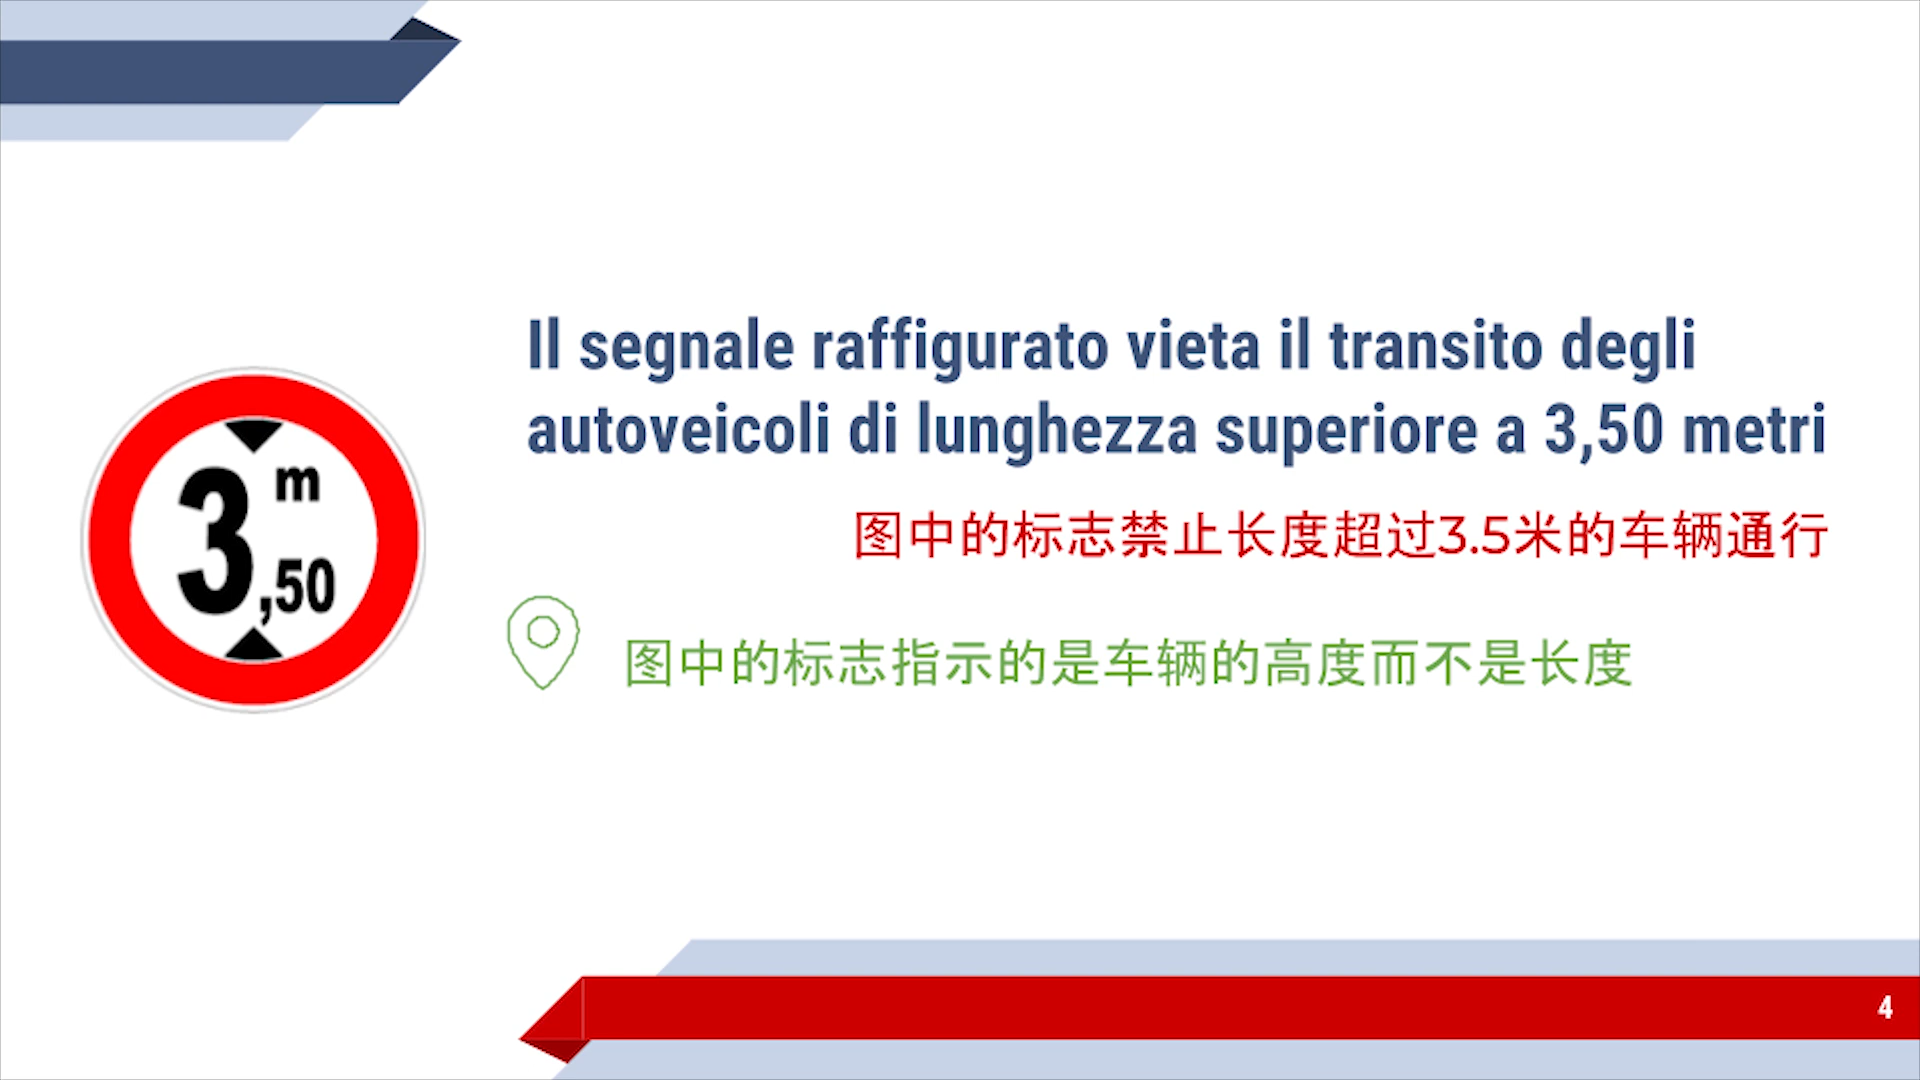 Il segnale raffigurato vieta il transito degli
autoveicoli di lunghezza superiore a 3,50 metri
3 m
,50
图中的标志禁止长度超过3.5米的车辆通行
图中的标志指示的是车辆的高度而不是长度
4